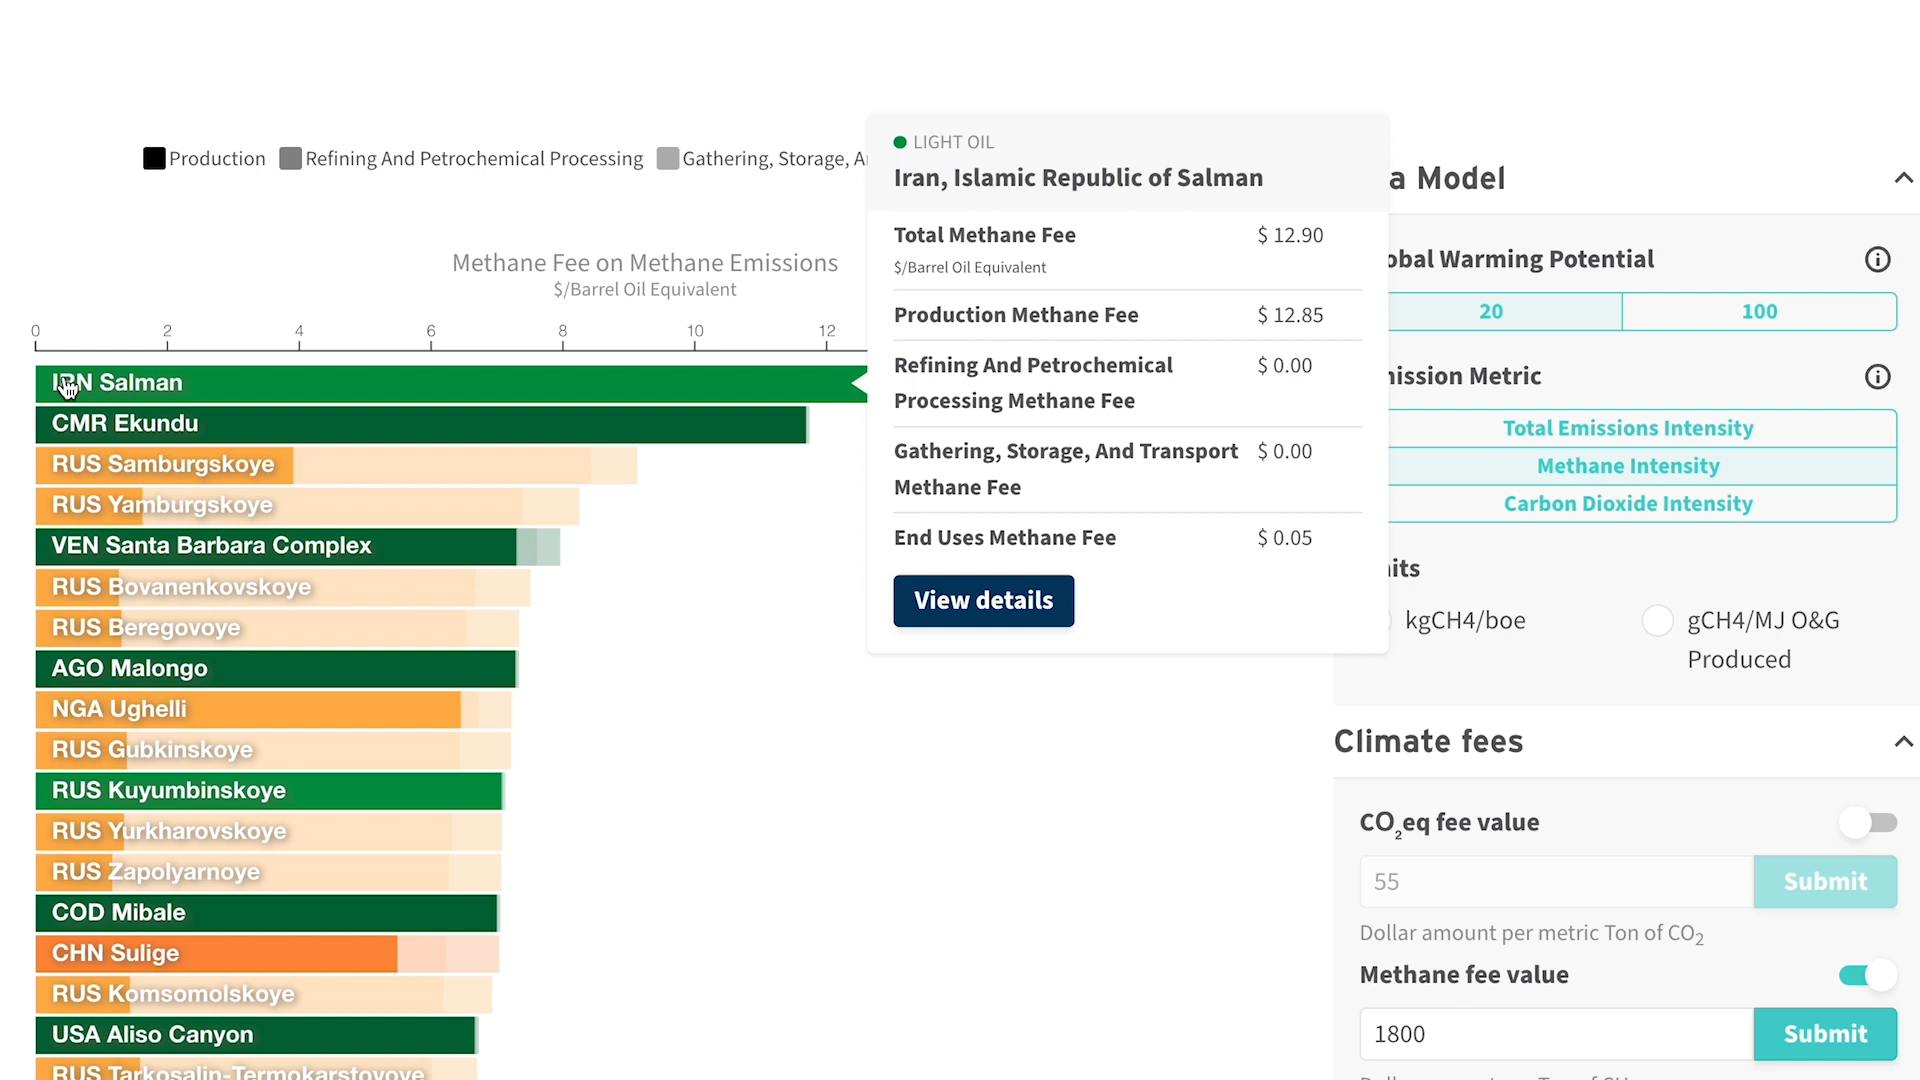 Production Refining And Petrochemical Processing Gathering, Storage, A
Methane Fee on Methane Emissions
$/Barrel Oil Equivalent
0 2 4 6 8 10 12
IRN Salman
CMR Ekundu
RUS Samburgskoye
RUS Yamburgskoye
VEN Santa Barbara Complex
RUS Bovanenkovskoye
RUS Beregovoye
AGO Malongo
NGA Ughelli
RUS Gubkinskoye
RUS Kuyumbinskoye
RUS Yurkharovskoye
RUS Zapolyarnoye
COD Mibale
CHN Sulige
RUS Komsomolskoye
USA Aliso Canyon
RUS Tarkosalin-Termokarstovoye
LIGHT OIL
Iran, Islamic Republic of Salman
Total Methane Fee $ 12.90
$/Barrel Oil Equivalent
Production Methane Fee $ 12.85
Refining And Petrochemical $ 0.00
Processing Methane Fee
Gathering, Storage, And Transport $ 0.00
Methane Fee
End Uses Methane Fee $ 0.05
View details
a Model
obal Warming Potential
20 100
ission Metric
Total Emissions Intensity
Methane Intensity
Carbon Dioxide Intensity
its
kgCH4/boe gCH4/MJ O&G
Produced
Climate fees
CO₂eq fee value
55 Submit
Dollar amount per metric Ton of CO₂
Methane fee value
1800 Submit